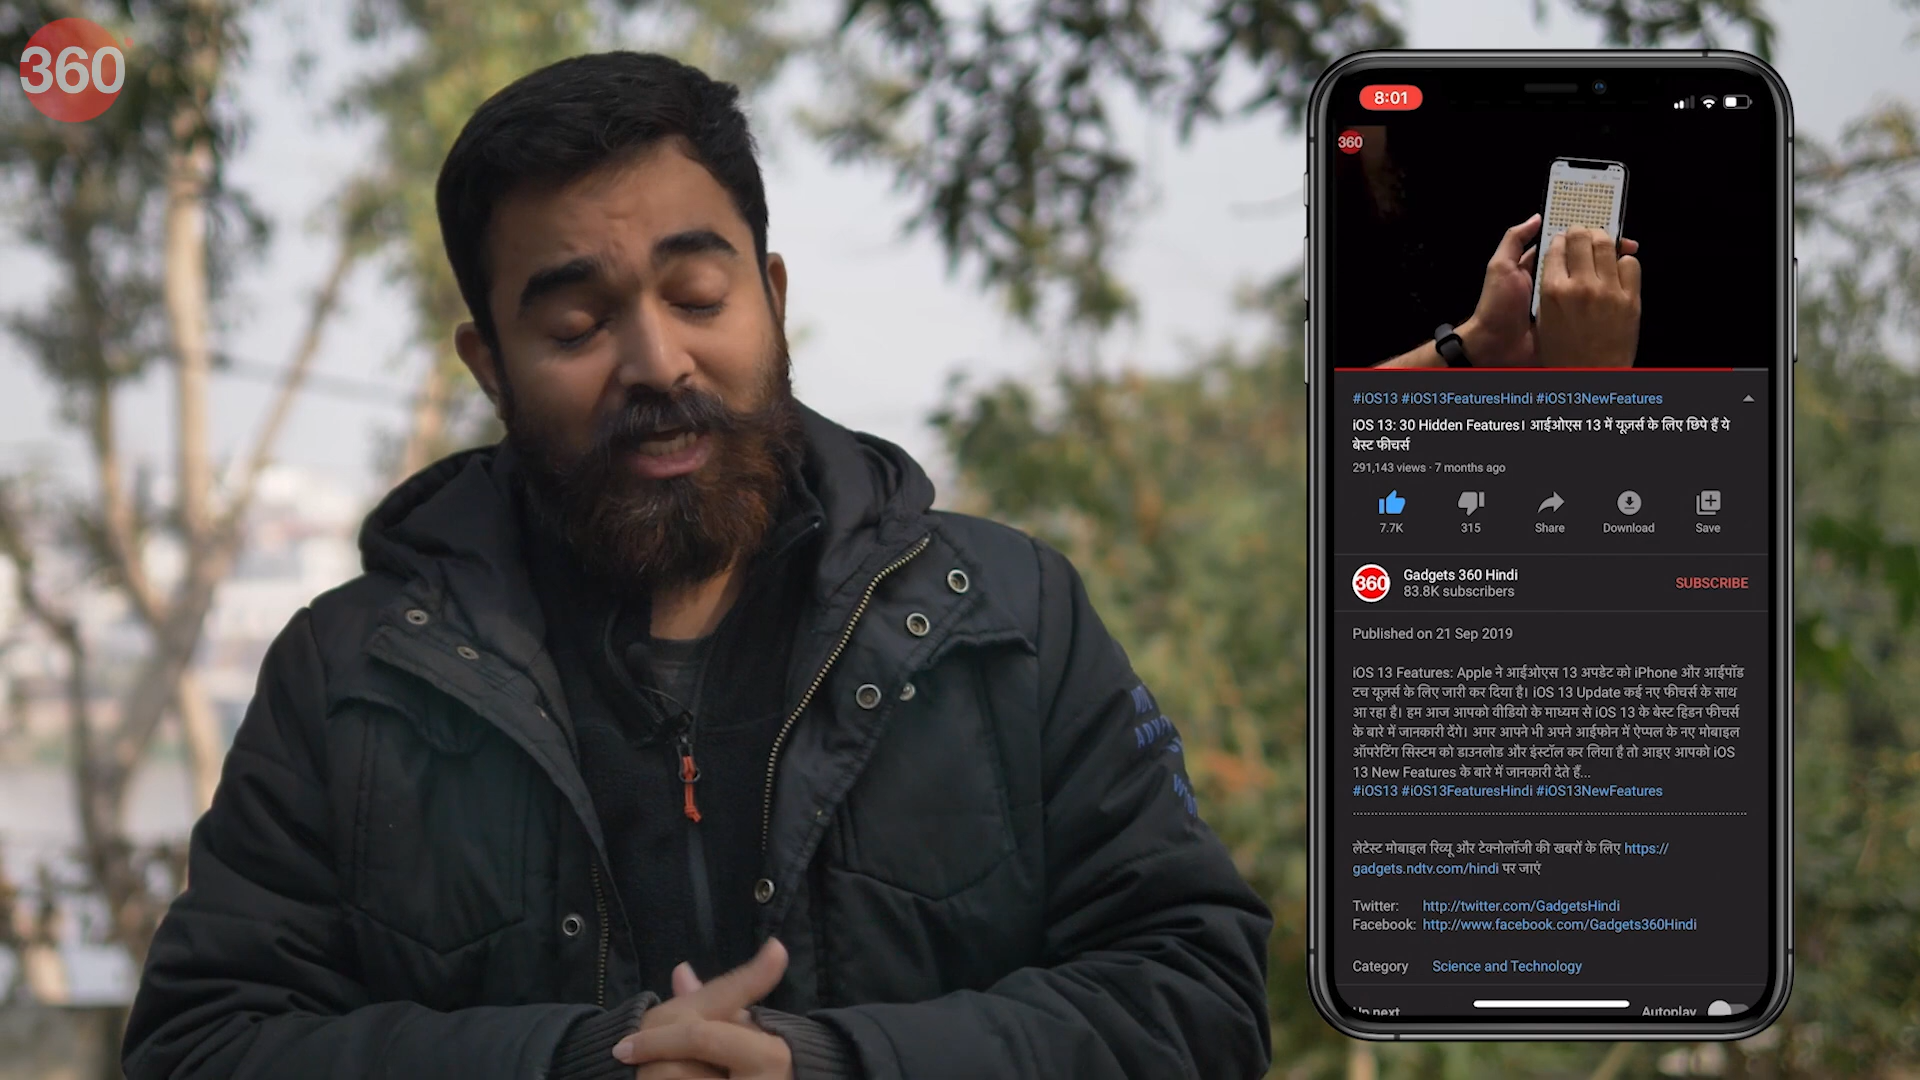 360
8:01
360
#iOS13 #iOS13FeaturesHindi #iOS13NewFeatures
iOS 13: 30 Hidden Features। आईओएस 13 में यूज़र्स के लिए छिपे हैं ये
बेस्ट फीचर्स
291,143 views · 7 months ago
7.7K
315
Share
Download
Save
360
Gadgets 360 Hindi
83.8K subscribers
SUBSCRIBE
Published on 21 Sep 2019
iOS 13 Features: Apple ने आईओएस 13 अपडेट को iPhone और आईपॉड
टच यूज़र्स के लिए जारी कर दिया है। iOS 13 Update कई नए फीचर्स के साथ
आ रहा है। हम आज आपको वीडियो के माध्यम से iOS 13 के बेस्ट हिडन फीचर्स
के बारे में जानकारी देंगे। अगर आपने भी अपने आईफोन में ऐप्पल के नए मोबाइल
ऑपरेटिंग सिस्टम को डाउनलोड और इंस्टॉल कर लिया है तो आइए आपको iOS
13 New Features के बारे में जानकारी देते हैं...
#iOS13 #iOS13FeaturesHindi #iOS13NewFeatures
लेटेस्ट मोबाइल रिव्यू और टेक्नोलॉजी की खबरों के लिए https://
gadgets.ndtv.com/hindi पर जाएं
Twitter: http://twitter.com/GadgetsHindi
Facebook: http://www.facebook.com/Gadgets360Hindi
Category Science and Technology
Up next
Autoplay